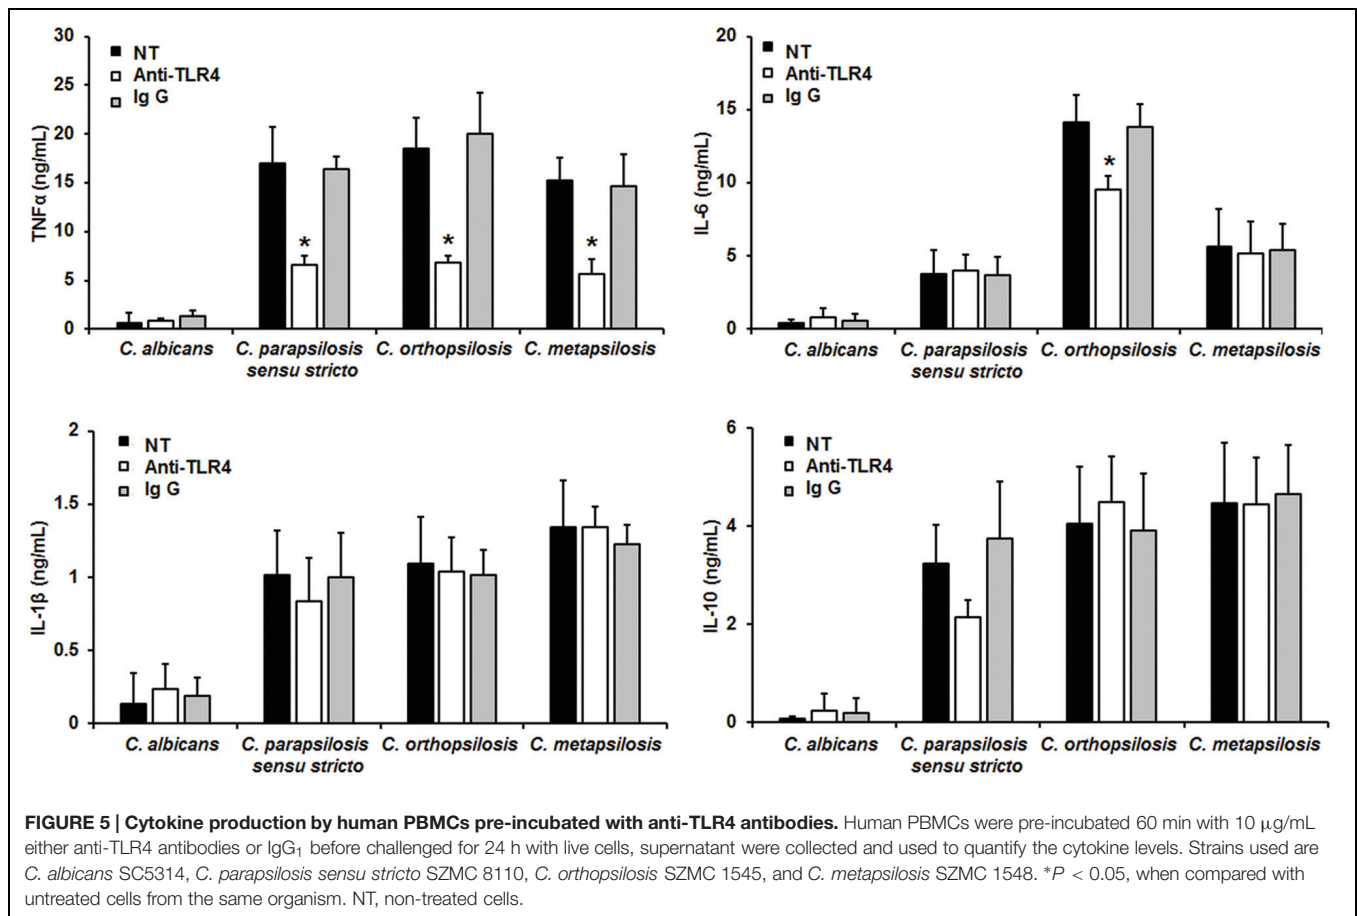 30
25
20
15
10
5
0
TNFα (ng/mL)
NT
Anti-TLR4
Ig G
*
*
*
C. albicans
C. parapsilosis
sensu stricto
C. orthopsilosis
C. metapsilosis
20
15
10
5
0
IL-6 (ng/mL)
NT
Anti-TLR4
Ig G
*
C. albicans
C. parapsilosis
sensu stricto
C. orthopsilosis
C. metapsilosis
2
1.5
1
0.5
0
IL-1β (ng/mL)
NT
Anti-TLR4
Ig G
C. albicans
C. parapsilosis
sensu stricto
C. orthopsilosis
C. metapsilosis
6
4
2
0
IL-10 (ng/mL)
NT
Anti-TLR4
Ig G
C. albicans
C. parapsilosis
sensu stricto
C. orthopsilosis
C. metapsilosis
FIGURE 5 | Cytokine production by human PBMCs pre-incubated with anti-TLR4 antibodies. Human PBMCs were pre-incubated 60 min with 10 μg/mL
either anti-TLR4 antibodies or IgG₁ before challenged for 24 h with live cells, supernatant were collected and used to quantify the cytokine levels. Strains used are
C. albicans SC5314, C. parapsilosis sensu stricto SZMC 8110, C. orthopsilosis SZMC 1545, and C. metapsilosis SZMC 1548. *P < 0.05, when compared with
untreated cells from the same organism. NT, non-treated cells.